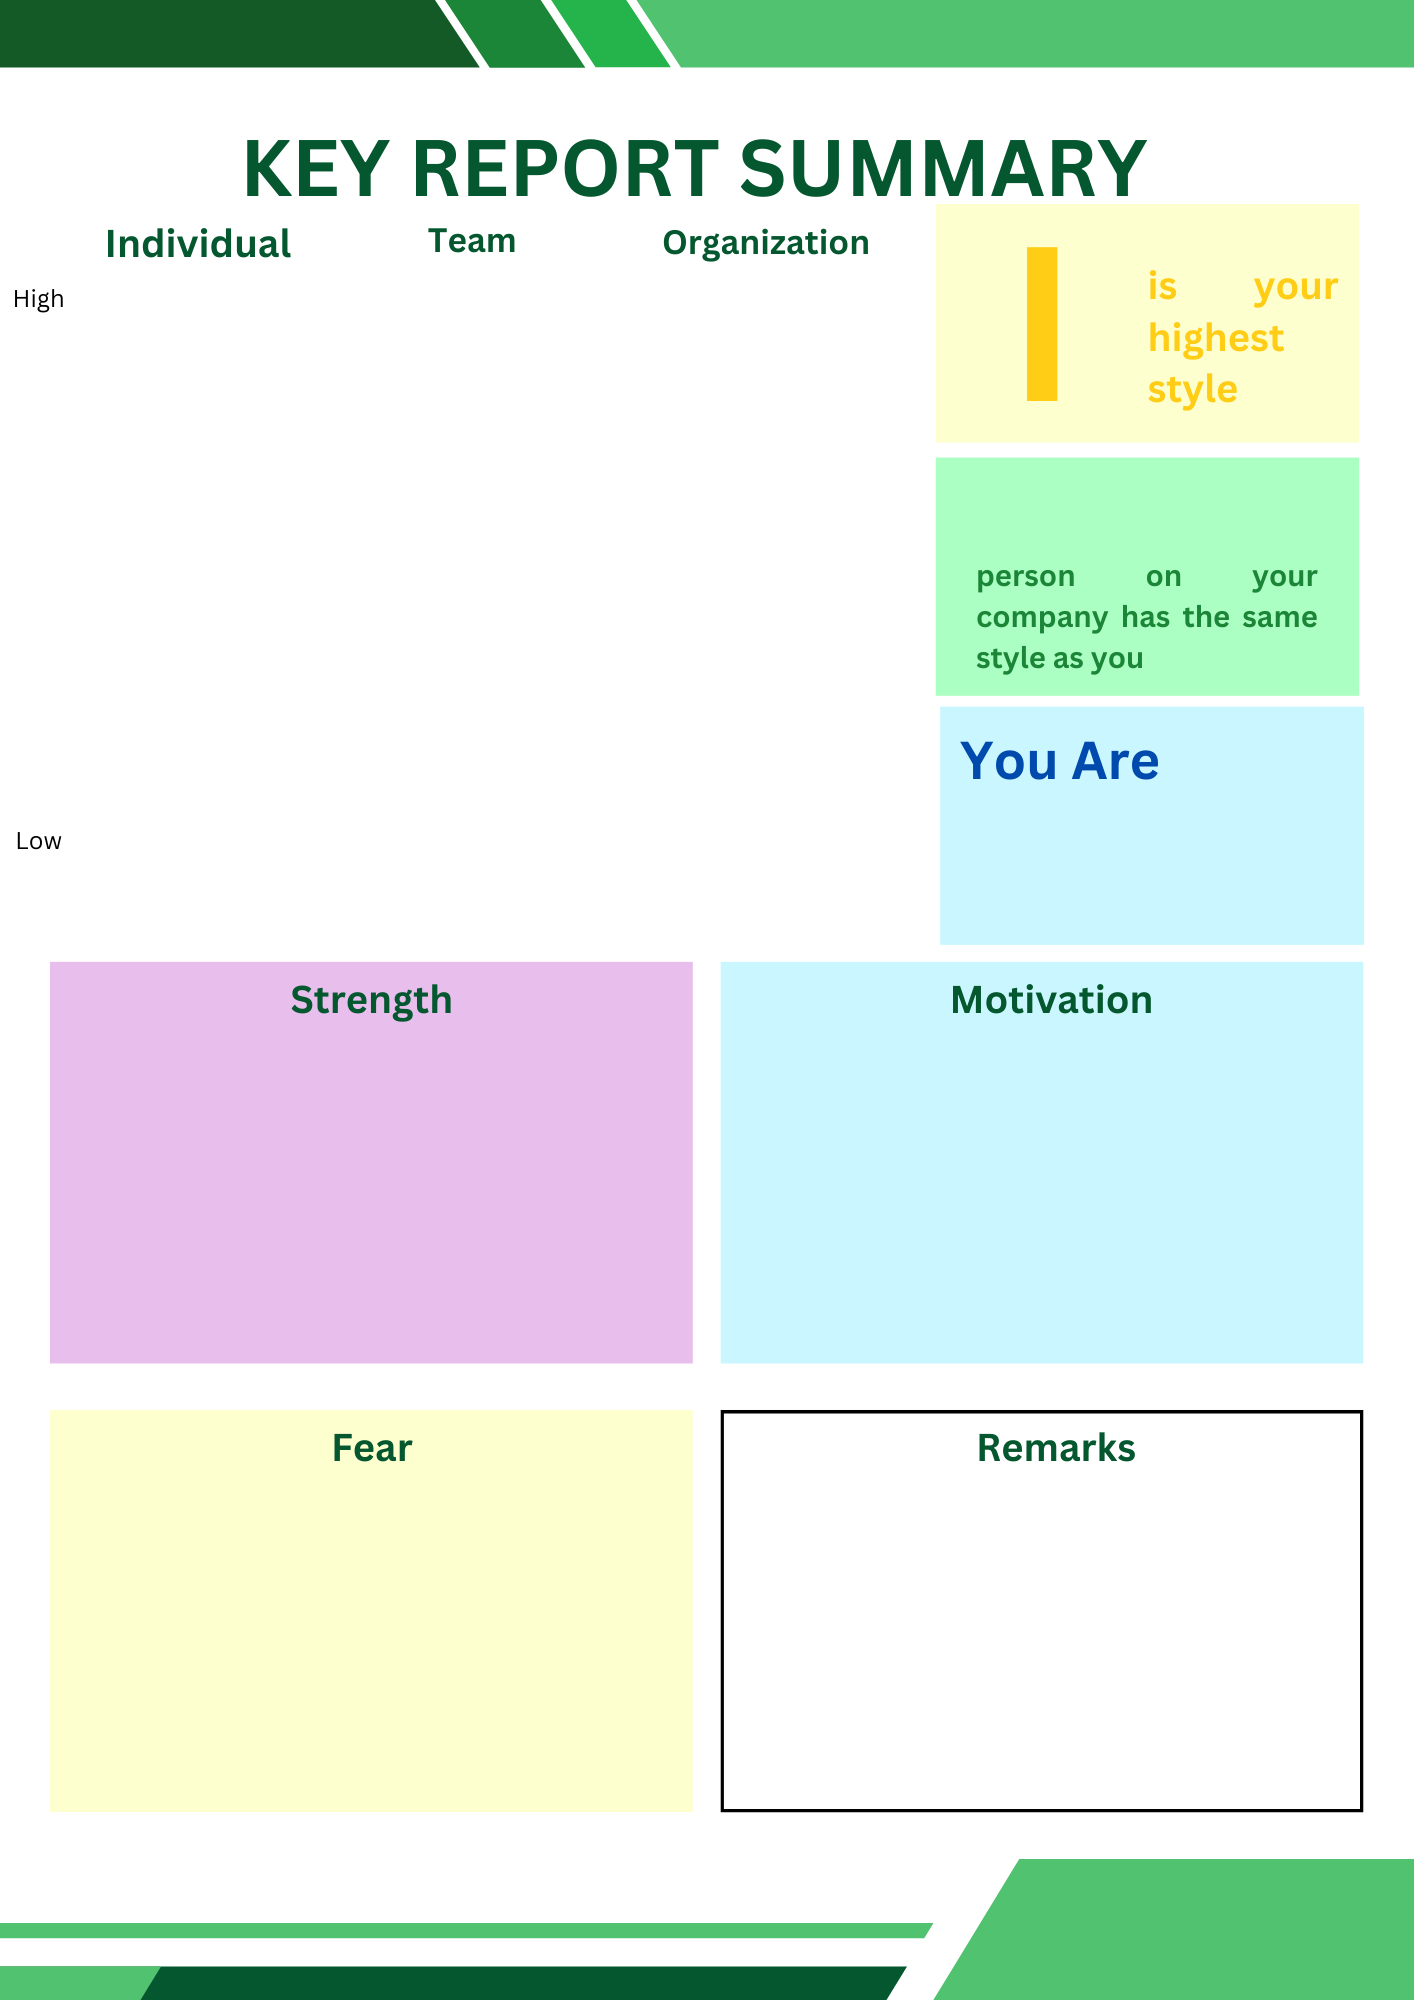 KEY REPORT SUMMARY
Individual
Team
Organization
High
Low
I
is your
highest
style
person on your
company has the same
style as you
You Are
Strength
Motivation
Fear
Remarks